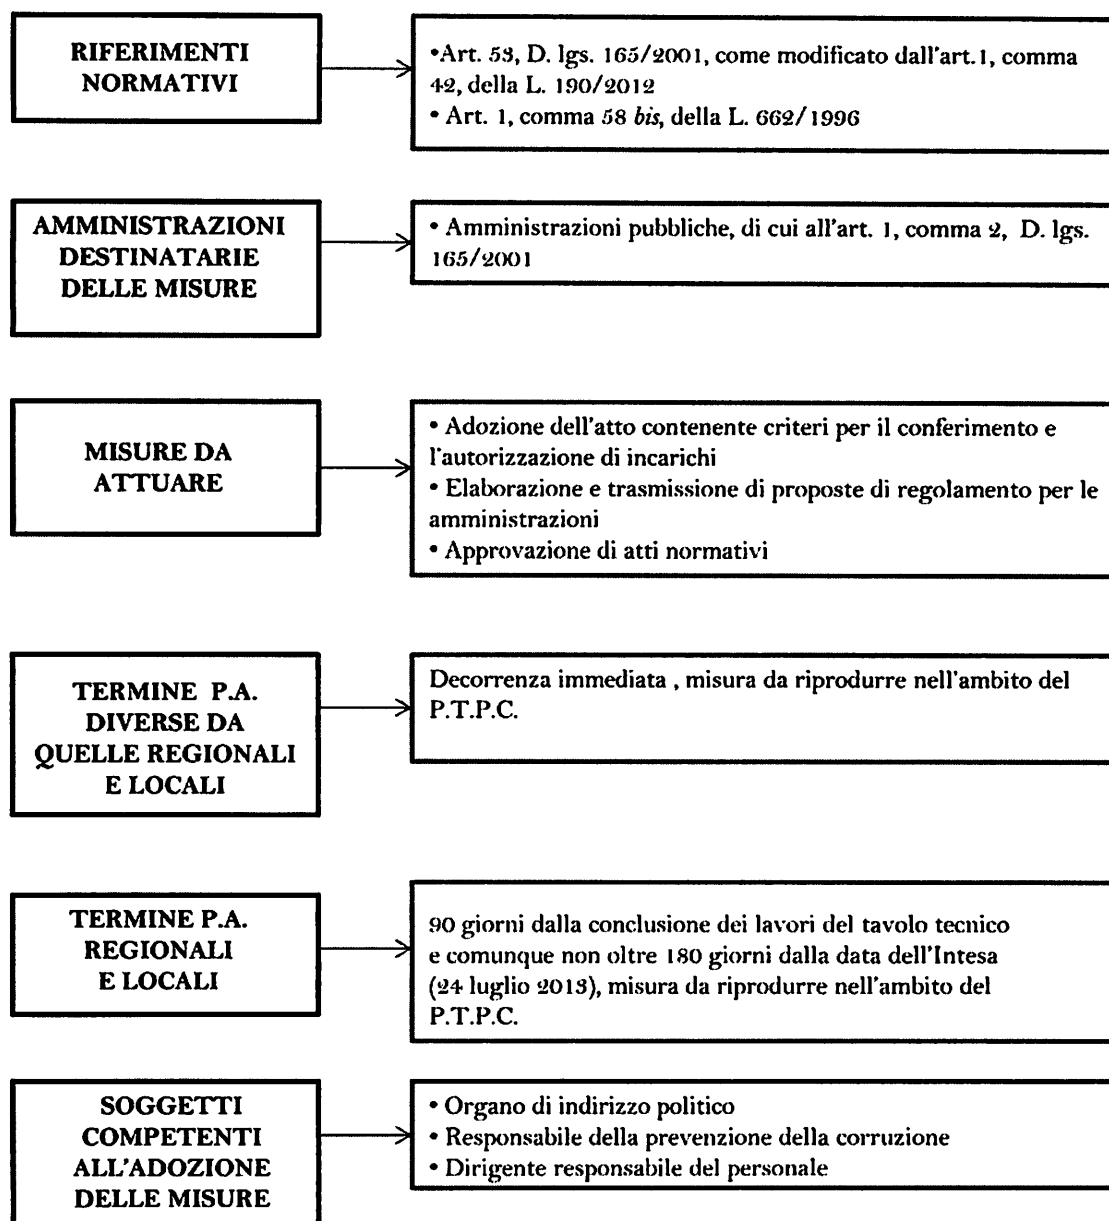 RIFERIMENTI
NORMATIVI
•Art. 53, D. lgs. 165/2001, come modificato dall'art.1, comma
42, della L. 190/2012
• Art. 1, comma 58 bis, della L. 662/1996
AMMINISTRAZIONI
DESTINATARIE
DELLE MISURE
• Amministrazioni pubbliche, di cui all'art. 1, comma 2, D. lgs.
165/2001
MISURE DA
ATTUARE
• Adozione dell'atto contenente criteri per il conferimento e
l'autorizzazione di incarichi
• Elaborazione e trasmissione di proposte di regolamento per le
amministrazioni
• Approvazione di atti normativi
TERMINE P.A.
DIVERSE DA
QUELLE REGIONALI
E LOCALI
Decorrenza immediata , misura da riprodurre nell'ambito del
P.T.P.C.
TERMINE P.A.
REGIONALI
E LOCALI
90 giorni dalla conclusione dei lavori del tavolo tecnico
e comunque non oltre 180 giorni dalla data dell'Intesa
(24 luglio 2013), misura da riprodurre nell'ambito del
P.T.P.C.
SOGGETTI
COMPETENTI
ALL'ADOZIONE
DELLE MISURE
• Organo di indirizzo politico
• Responsabile della prevenzione della corruzione
• Dirigente responsabile del personale